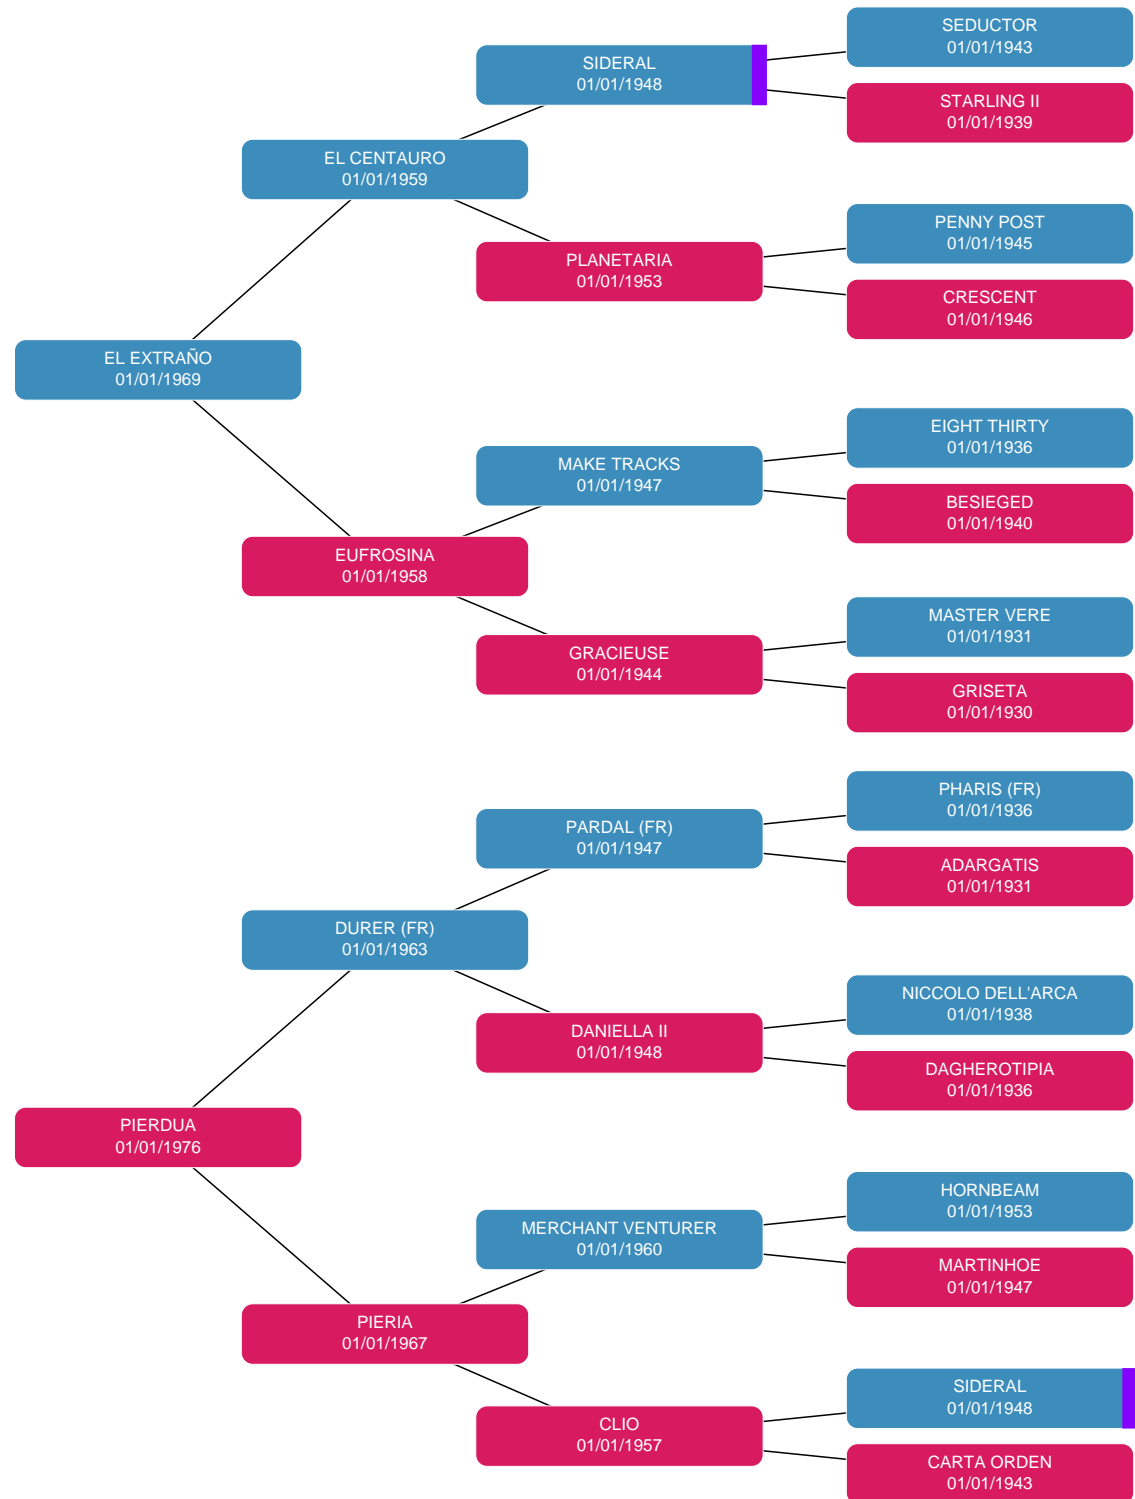 SEDUCTOR
01/01/1943
SIDERAL
01/01/1948
STARLING II
01/01/1939
EL CENTAURO
01/01/1959
PENNY POST
01/01/1945
PLANETARIA
01/01/1953
CRESCENT
01/01/1946
EL EXTRAÑO
01/01/1969
EIGHT THIRTY
01/01/1936
MAKE TRACKS
01/01/1947
BESIEGED
01/01/1940
EUFROSINA
01/01/1958
MASTER VERE
01/01/1931
GRACIEUSE
01/01/1944
GRISETA
01/01/1930
PHARIS (FR)
01/01/1936
PARDAL (FR)
01/01/1947
ADARGATIS
01/01/1931
DURER (FR)
01/01/1963
NICCOLO DELL'ARCA
01/01/1938
DANIELLA II
01/01/1948
DAGHEROTIPIA
01/01/1936
PIERDUA
01/01/1976
HORNBEAM
01/01/1953
MERCHANT VENTURER
01/01/1960
MARTINHOE
01/01/1947
PIERIA
01/01/1967
SIDERAL
01/01/1948
CLIO
01/01/1957
CARTA ORDEN
01/01/1943